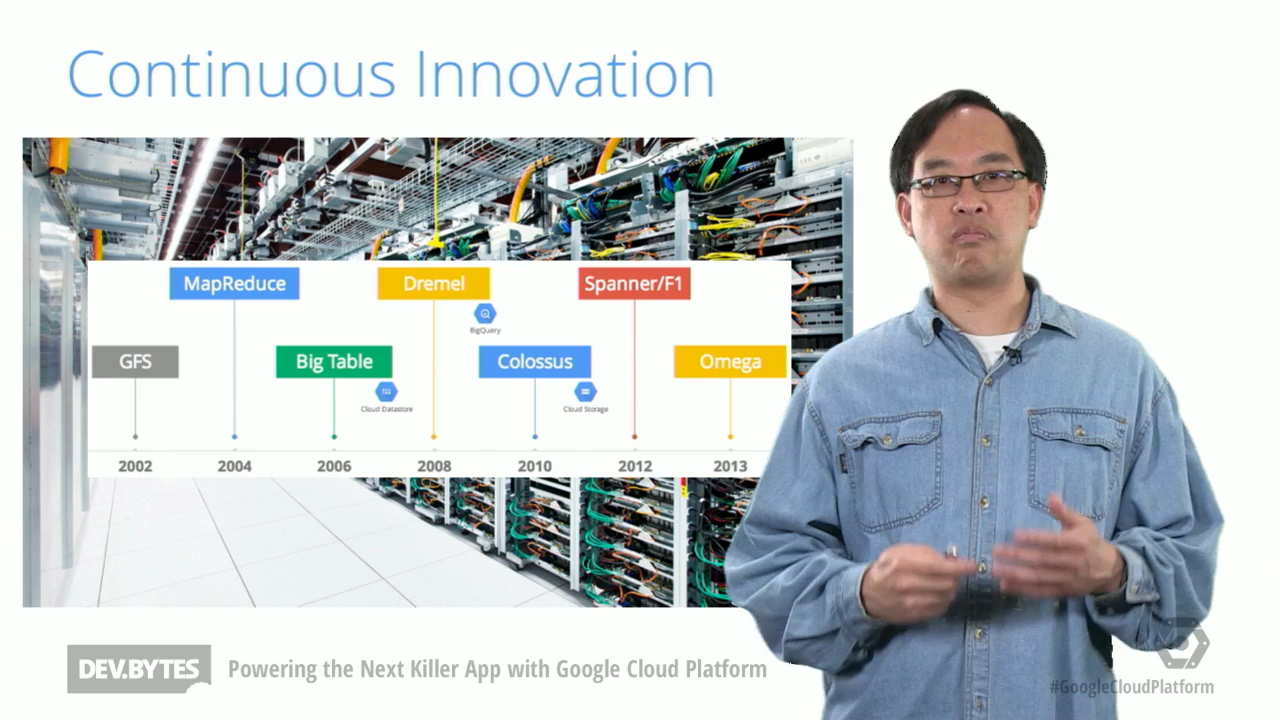 Continuous Innovation
MapReduce
Dremel
Spanner/F1
BigQuery
GFS
Big Table
Colossus
Omega
Cloud Datastore
Cloud Storage
2002
2004
2006
2008
2010
2012
2013
DEV.BYTES
Powering the Next Killer App with Google Cloud Platform
#GoogleCloudPlatform